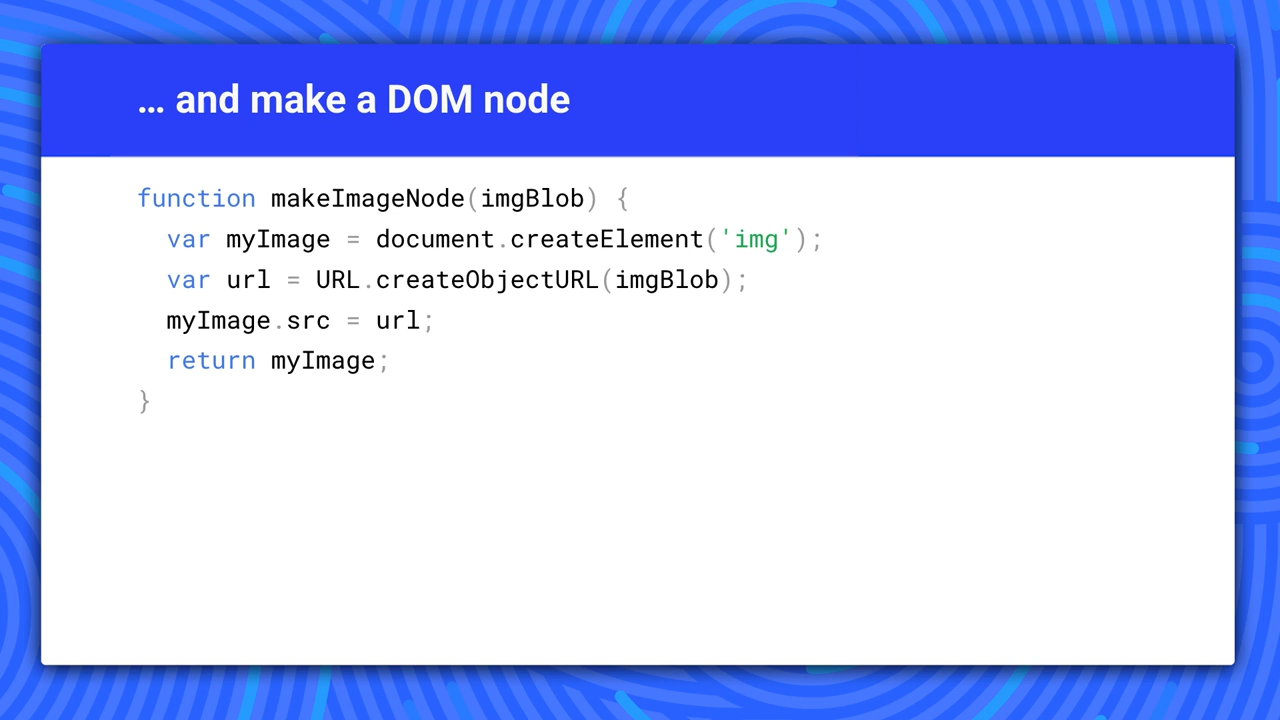 … and make a DOM node
function makeImageNode(imgBlob) {
  var myImage = document.createElement('img');
  var url = URL.createObjectURL(imgBlob);
  myImage.src = url;
  return myImage;
}